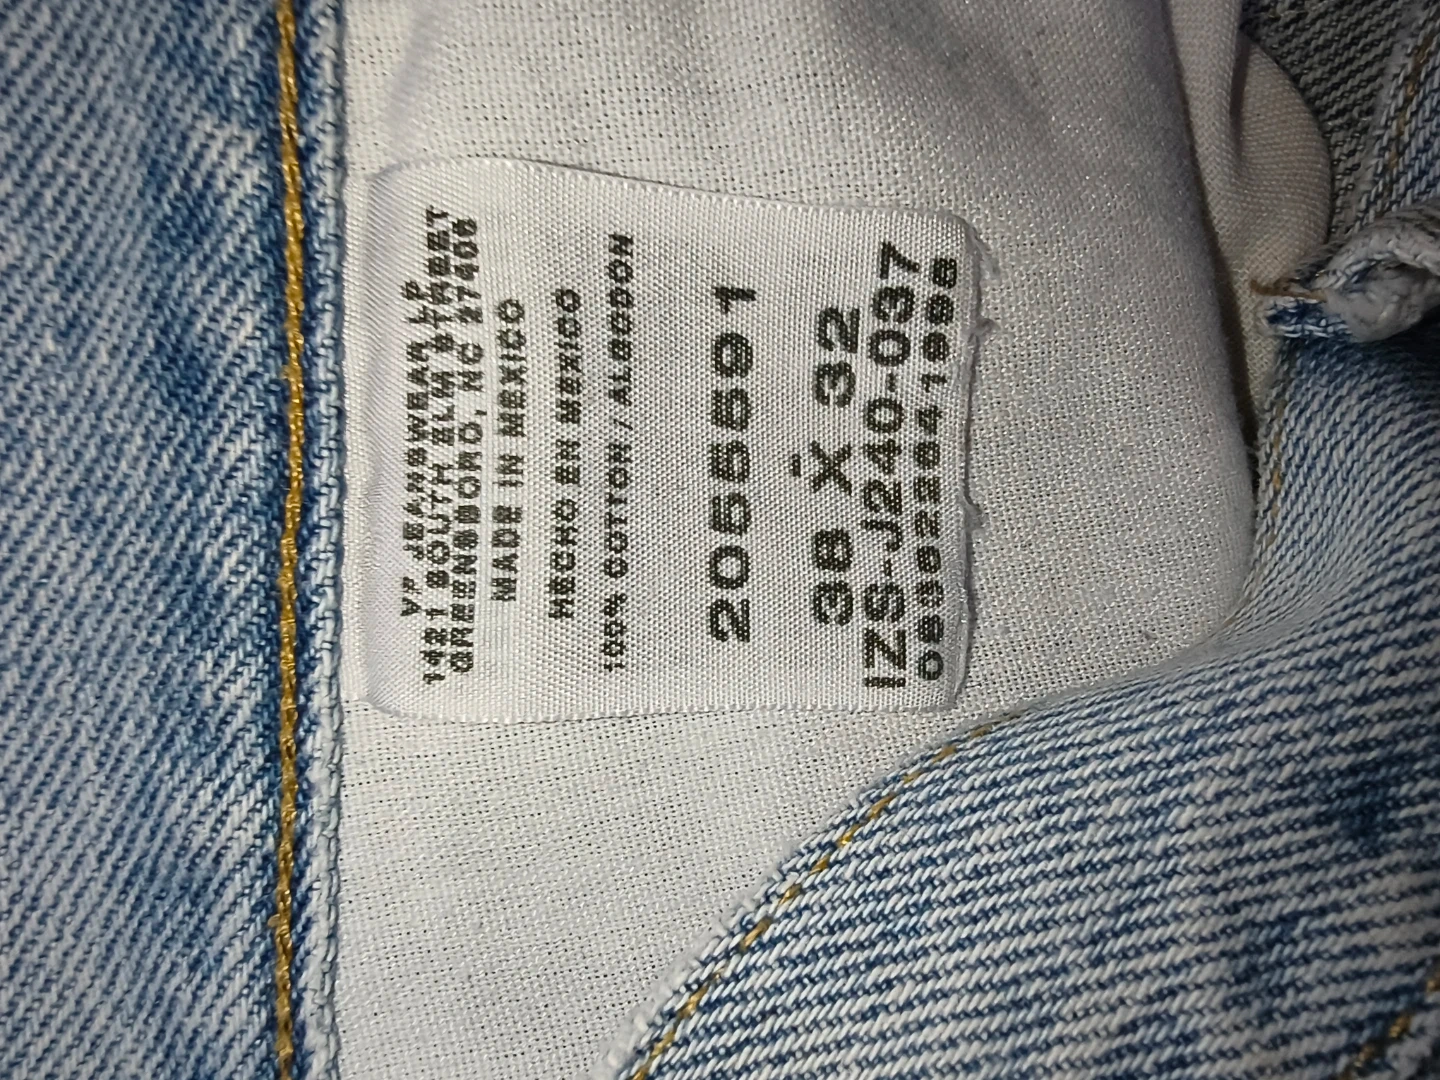 VF JEANSWEAR LP
1421 SOUTH ELM STREET
GREENSBORO, NC 27406
MADE IN MEXICO
HECHO EN MEXICO
100% COTTON / ALGODON
2055591
38 X 32
IZS-J240-037
083622641998